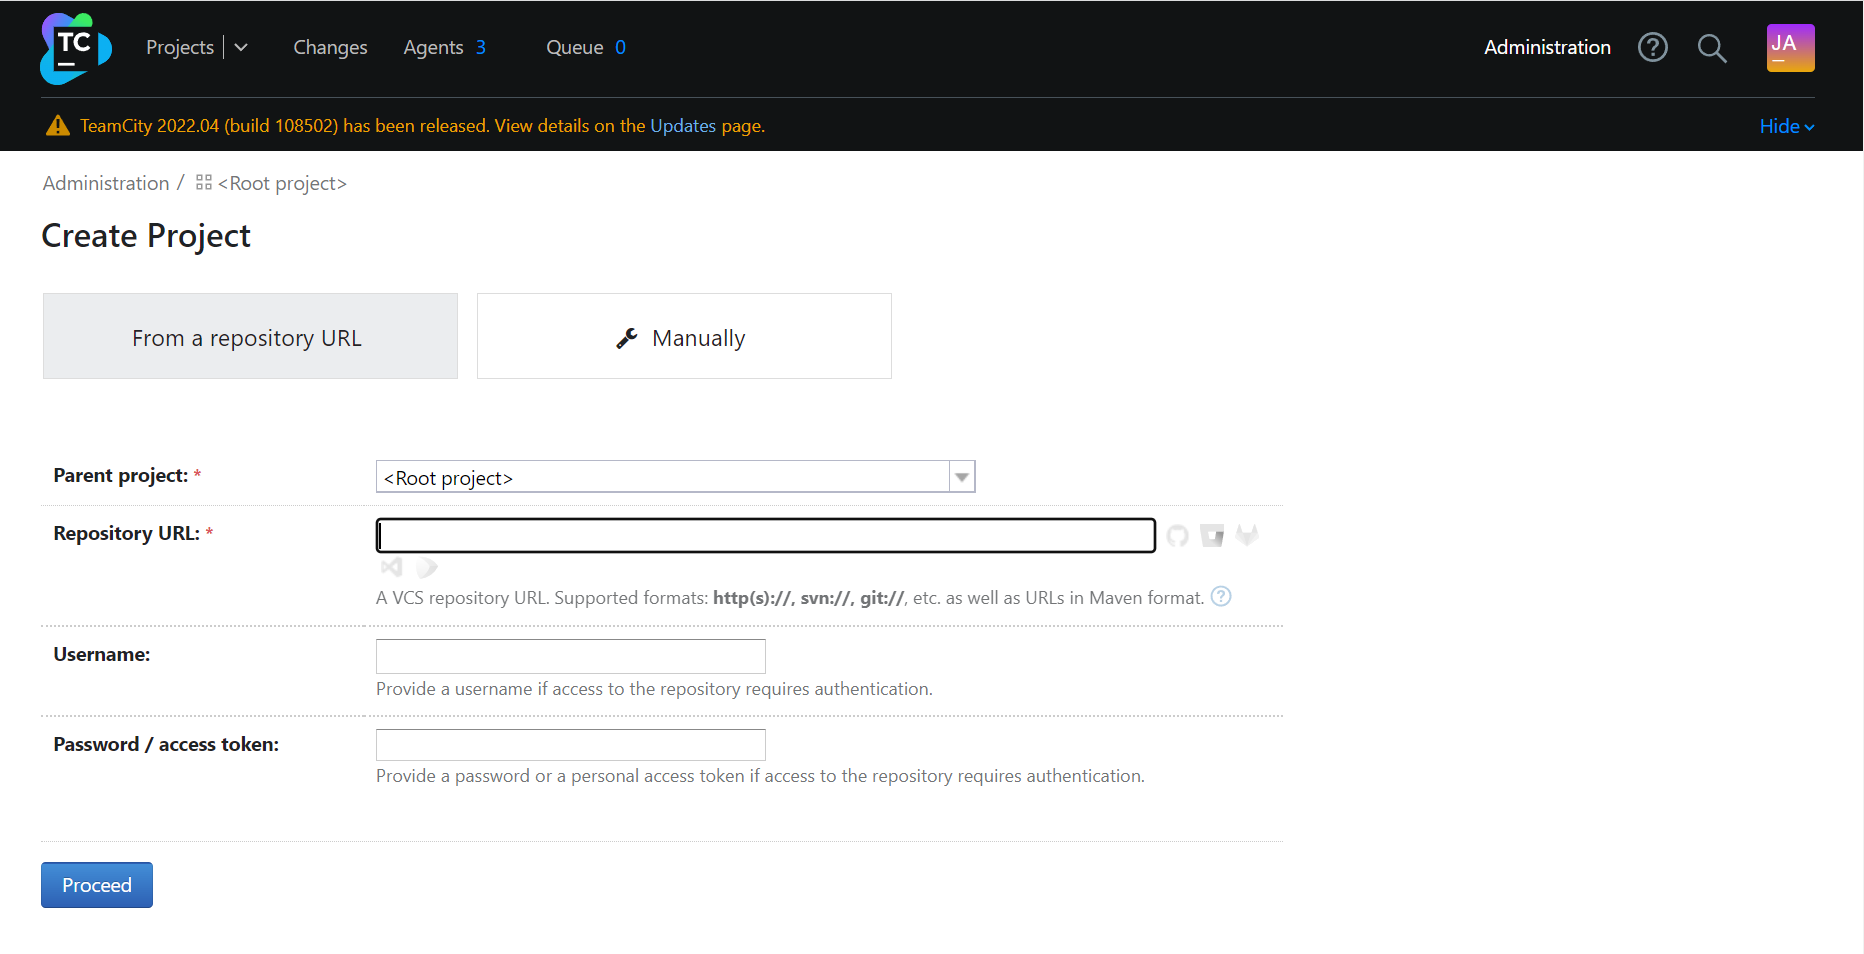 TC
Projects
Changes
Agents 3
Queue 0
Administration
?
JA
TeamCity 2022.04 (build 108502) has been released. View details on the Updates page.
Hide
Administration / <Root project>
Create Project
From a repository URL
Manually
Parent project: *
<Root project>
Repository URL: *
A VCS repository URL. Supported formats: http(s)://, svn://, git://, etc. as well as URLs in Maven format. ?
Username:
Provide a username if access to the repository requires authentication.
Password / access token:
Provide a password or a personal access token if access to the repository requires authentication.
Proceed